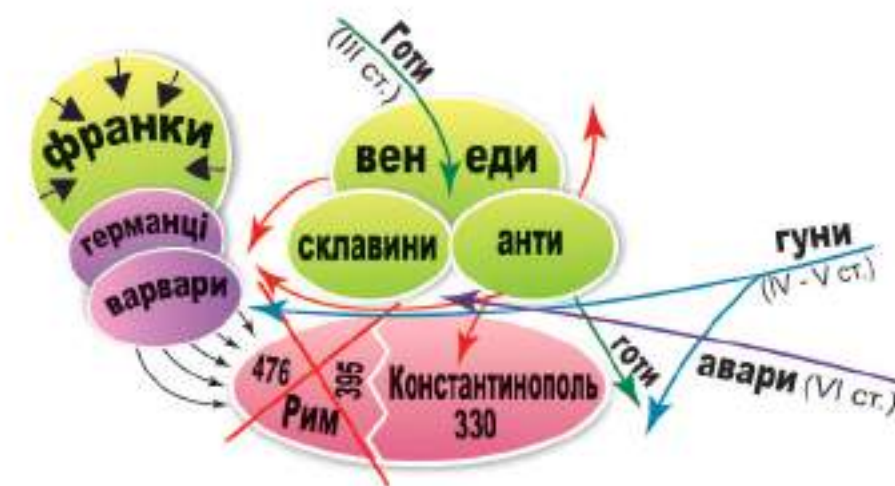 франки
германці
варвари
Готи
(III ст.)
вен еди
склавини
анти
гуни
(IV - V ст.)
авари (VI ст.)
готи
476
395
Рим
Константинополь
330